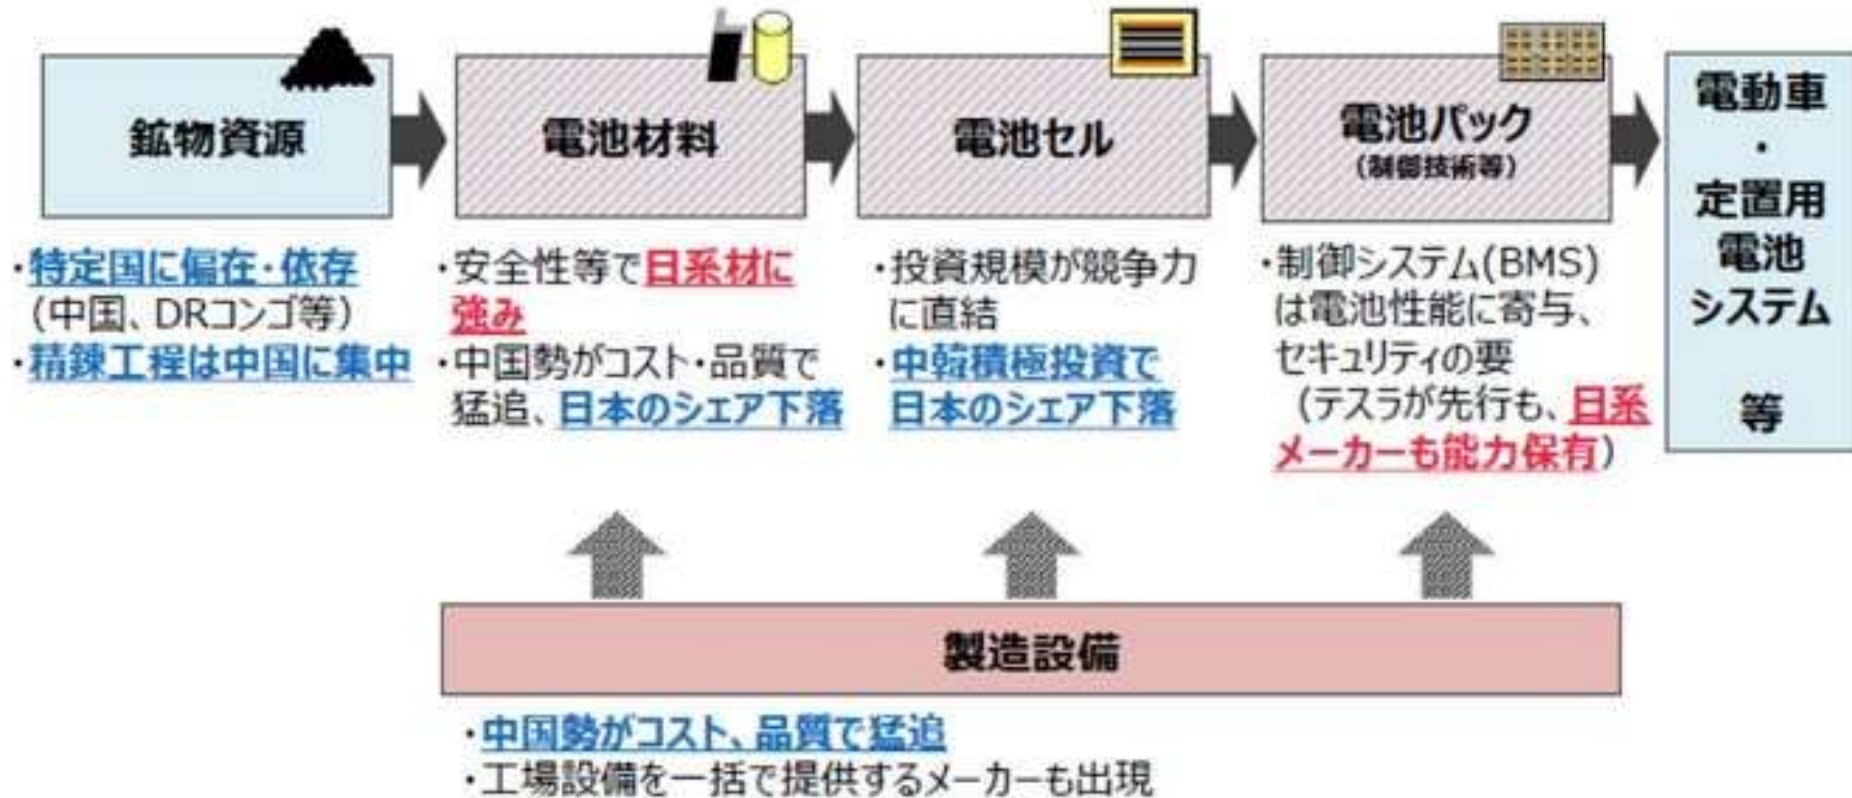 鉱物資源
電池材料
電池セル
電池パック
（制御技術等）
電動車
・
定置用
電池
システム
等
・特定国に偏在・依存
（中国、DRコンゴ等）
・精錬工程は中国に集中
・安全性等で日系材に
強み
・中国勢がコスト・品質で
猛追、日本のシェア下落
・投資規模が競争力
に直結
・中韓積極投資で
日本のシェア下落
・制御システム(BMS)
は電池性能に寄与、
セキュリティの要
（テスラが先行も、日系
メーカーも能力保有）
製造設備
・中国勢がコスト、品質で猛追
・工場設備を一括で提供するメーカーも出現